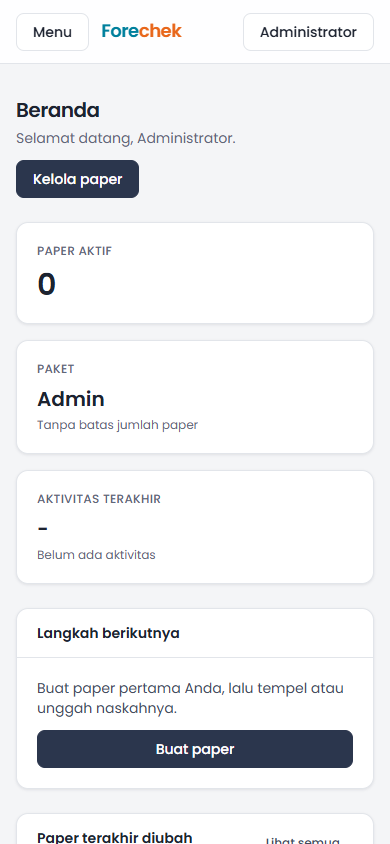 Menu
Forechek
Administrator
Beranda
Selamat datang, Administrator.
Kelola paper
PAPER AKTIF
0
PAKET
Admin
Tanpa batas jumlah paper
AKTIVITAS TERAKHIR
-
Belum ada aktivitas
Langkah berikutnya
Buat paper pertama Anda, lalu tempel atau
unggah naskahnya.
Buat paper
Paper terakhir diubah
Lihat semua